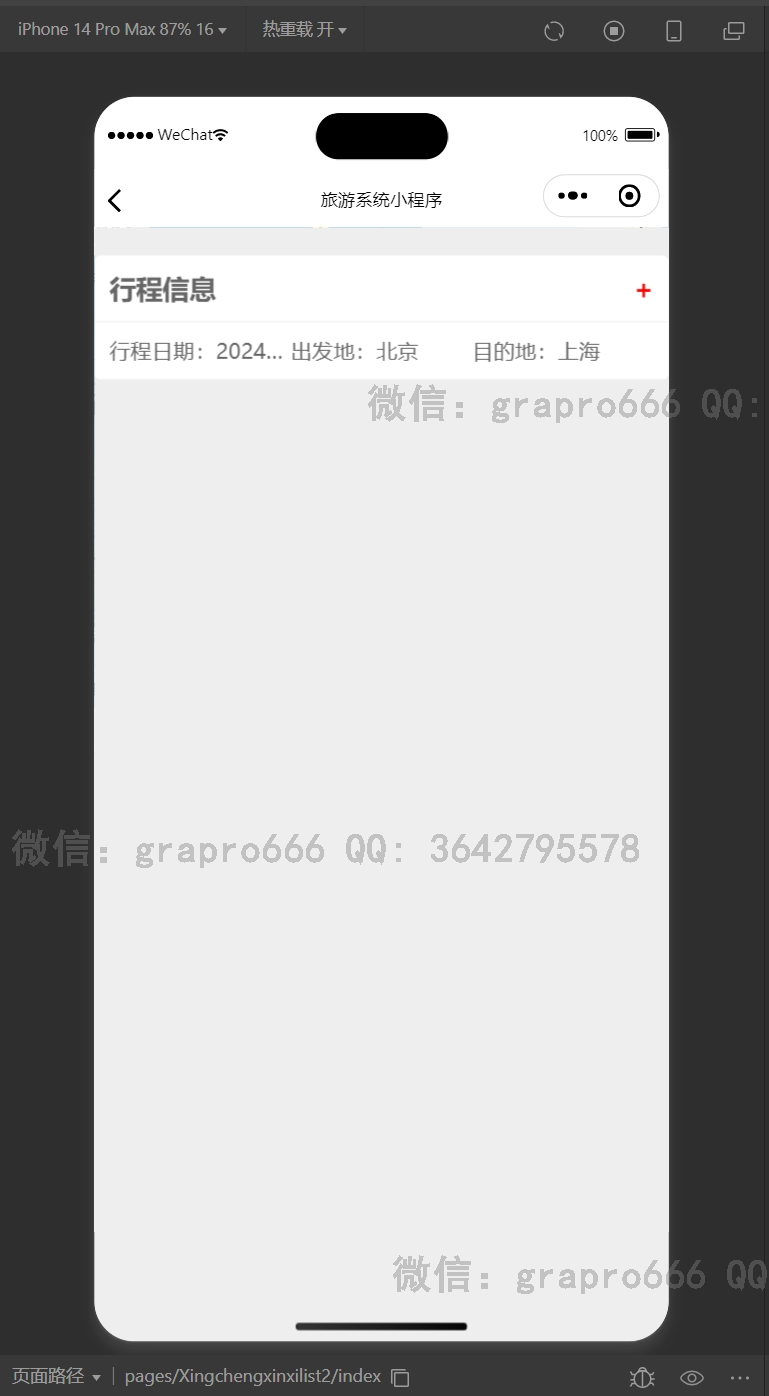 iPhone 14 Pro Max 87% 16 热重载 开
WeChat 100%
旅游系统小程序
行程信息 +
行程日期：2024... 出发地：北京 目的地：上海
微信：grapro666 QQ:
微信：grapro666 QQ: 3642795578
微信：grapro666 QQ
页面路径 pages/Xingchengxinxilist2/index